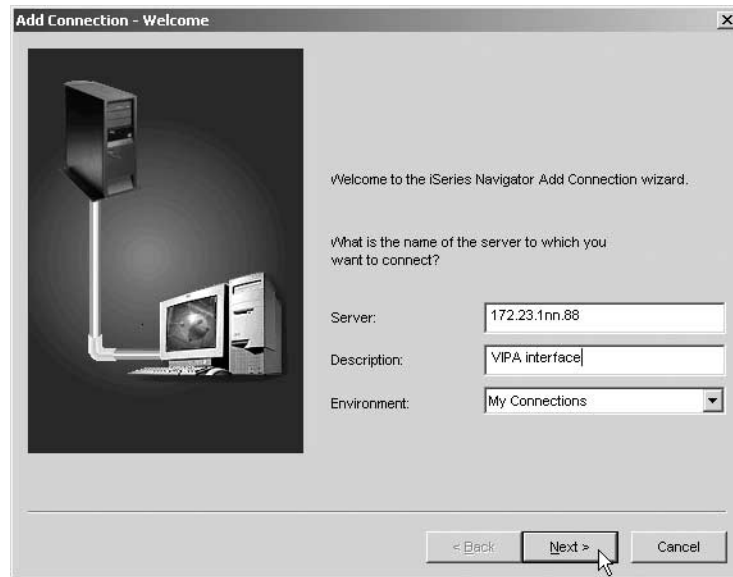 Add Connection - Welcome
Welcome to the iSeries Navigator Add Connection wizard.
What is the name of the server to which you
want to connect?
Server: 172.23.1nn.88
Description: VIPA interface
Environment: My Connections
< Back Next > Cancel